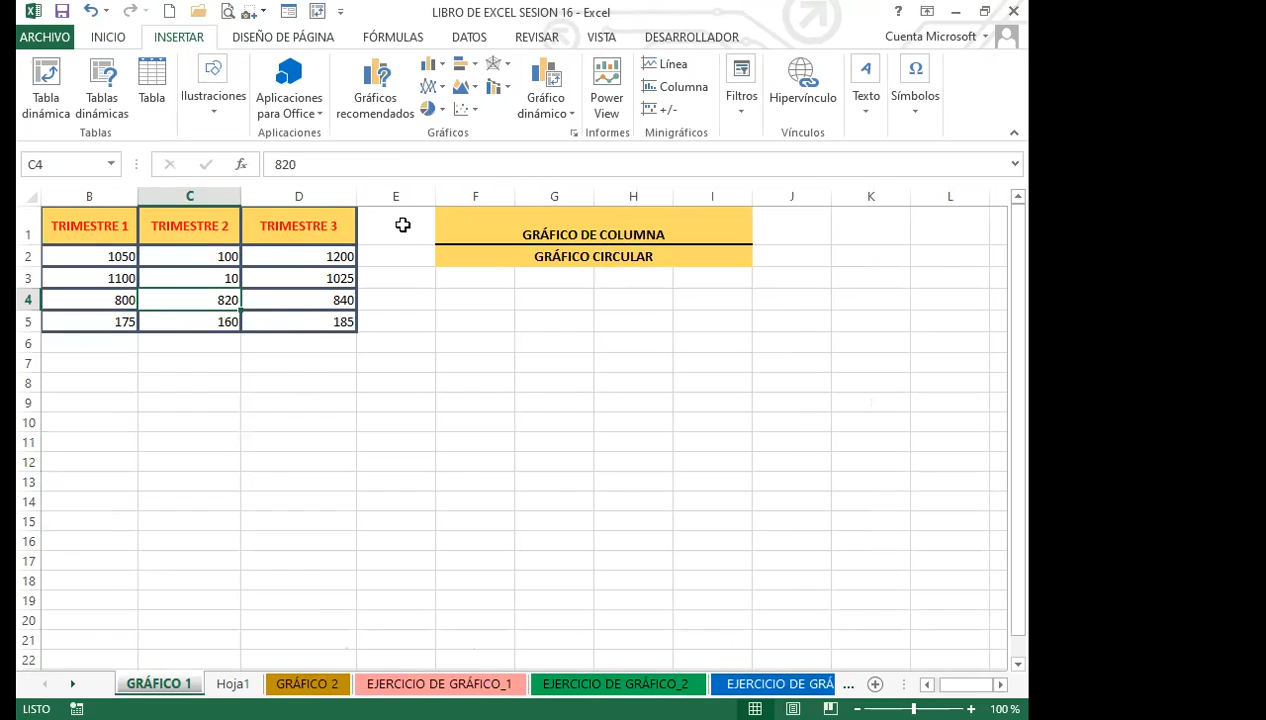 LIBRO DE EXCEL SESION 16 - Excel
?
ARCHIVO INICIO INSERTAR DISEÑO DE PÁGINA FÓRMULAS DATOS REVISAR VISTA DESARROLLADOR Cuenta Microsoft
Tabla dinámica
Tablas dinámicas
Tabla
Tablas
Ilustraciones
Aplicaciones para Office
Aplicaciones
Gráficos recomendados
Gráfico dinámico
Gráficos
Power View
Informes
Línea
Columna
+/-
Minigráficos
Filtros
Hipervínculo
Vínculos
Texto
Símbolos
C4 fx 820
B C D E F G H I J K L
1 TRIMESTRE 1 TRIMESTRE 2 TRIMESTRE 3 GRÁFICO DE COLUMNA
2 1050 100 1200 GRÁFICO CIRCULAR
3 1100 10 1025
4 800 820 840
5 175 160 185
6
7
8
9
10
11
12
13
14
15
16
17
18
19
20
21
22
GRÁFICO 1 Hoja1 GRÁFICO 2 EJERCICIO DE GRÁFICO_1 EJERCICIO DE GRÁFICO_2 EJERCICIO DE GRÁ ...
LISTO 100 %